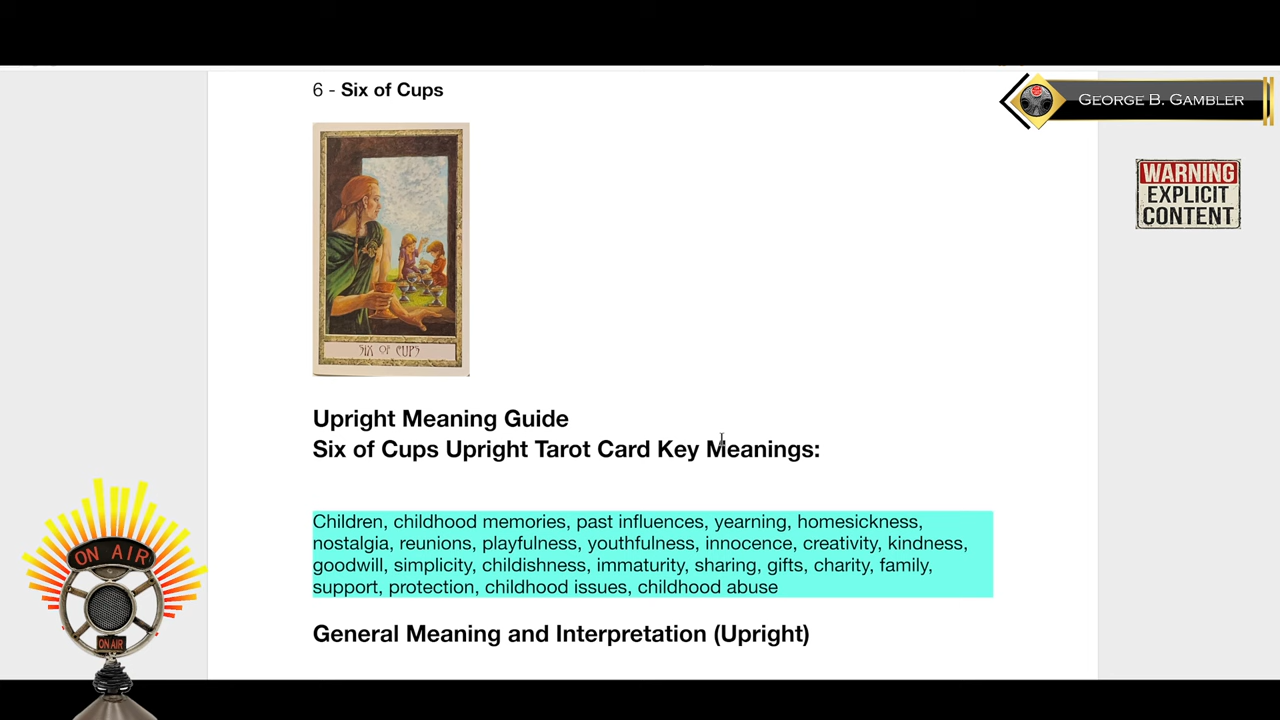 6 - Six of Cups
GEORGE B. GAMBLER
WARNING
EXPLICIT
CONTENT
SIX OF CUPS
Upright Meaning Guide
Six of Cups Upright Tarot Card Key Meanings:
Children, childhood memories, past influences, yearning, homesickness,
nostalgia, reunions, playfulness, youthfulness, innocence, creativity, kindness,
goodwill, simplicity, childishness, immaturity, sharing, gifts, charity, family,
support, protection, childhood issues, childhood abuse
General Meaning and Interpretation (Upright)
ON AIR
ON AIR